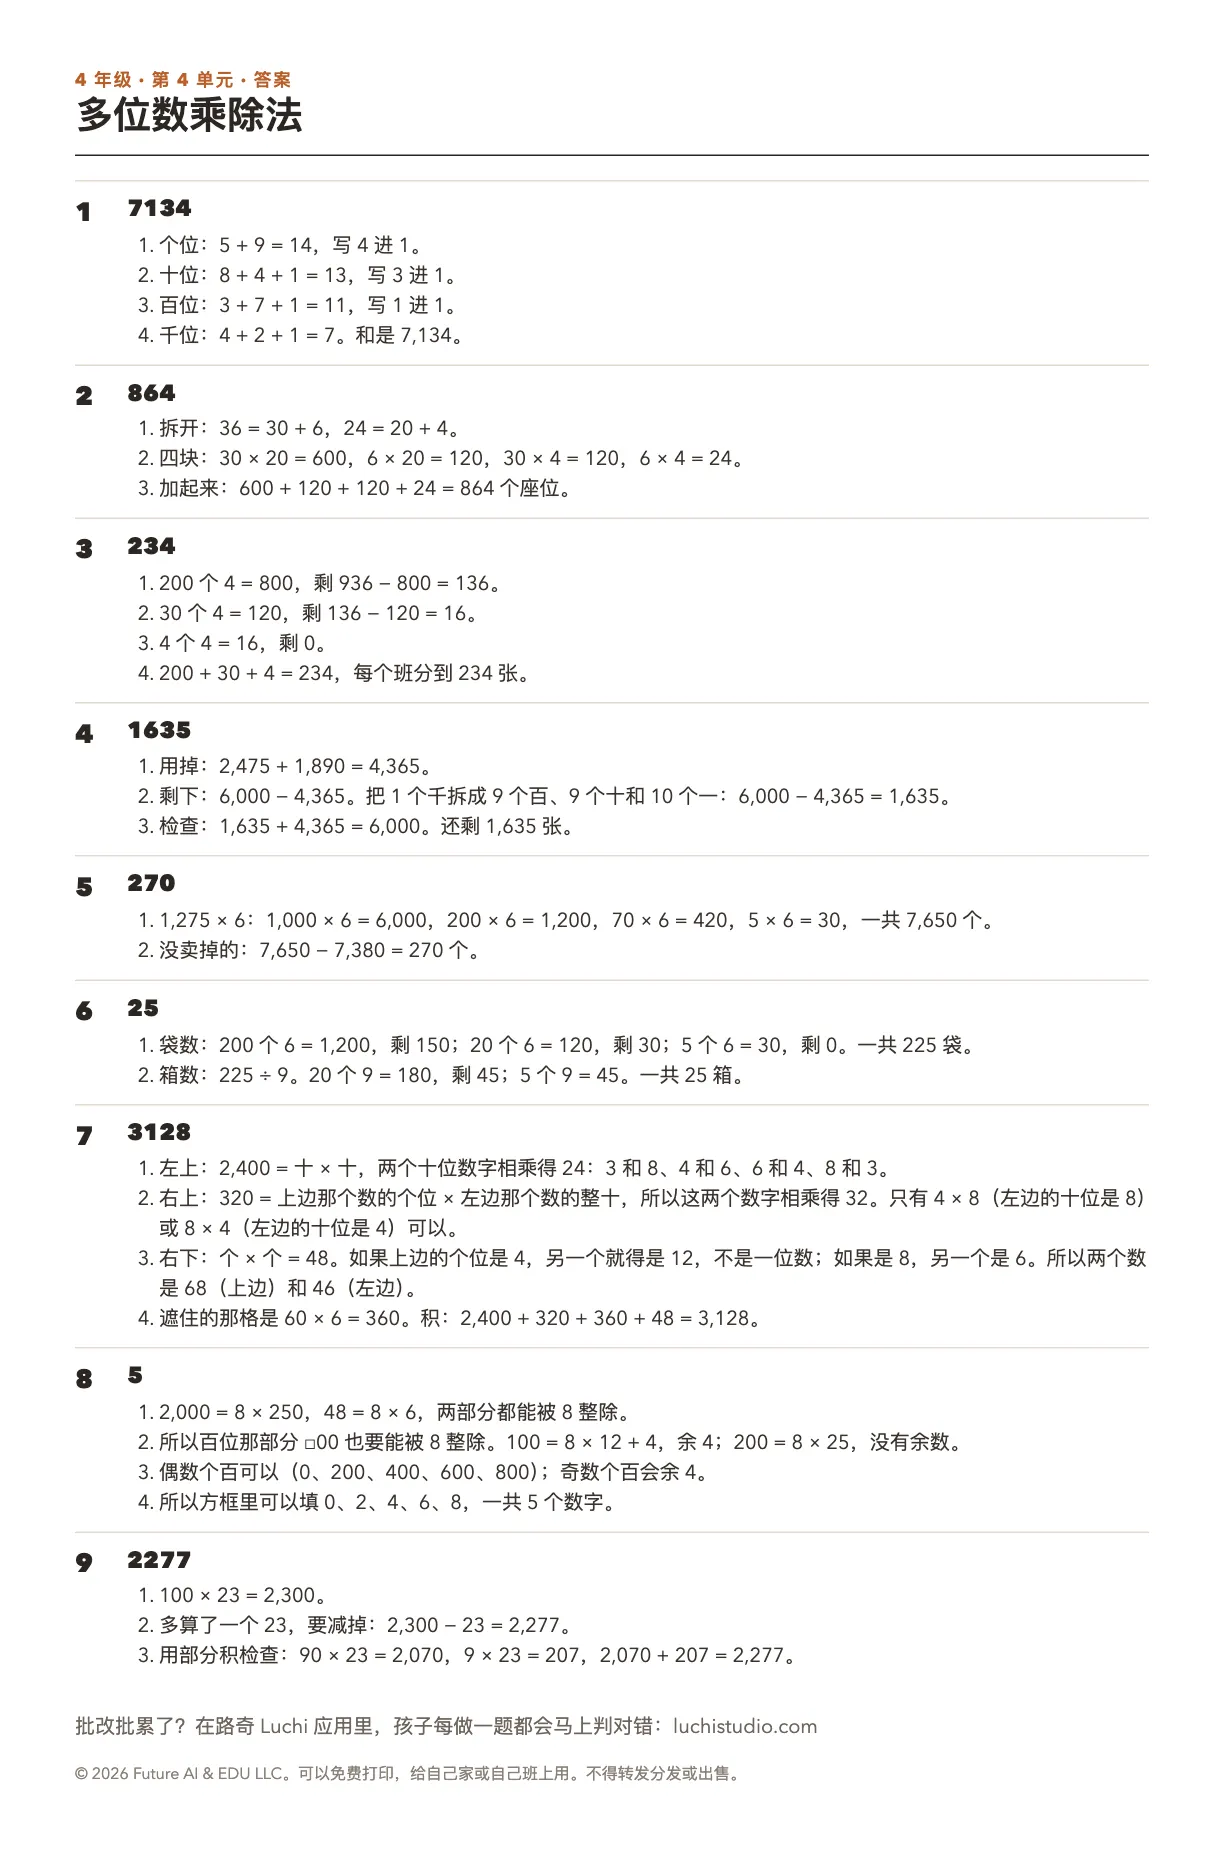 4 年级 · 第 4 单元 · 答案
多位数乘除法
1 7134
1. 个位：5 + 9 = 14，写 4 进 1。
2. 十位：8 + 4 + 1 = 13，写 3 进 1。
3. 百位：3 + 7 + 1 = 11，写 1 进 1。
4. 千位：4 + 2 + 1 = 7。和是 7,134。
2 864
1. 拆开：36 = 30 + 6，24 = 20 + 4。
2. 四块：30 × 20 = 600，6 × 20 = 120，30 × 4 = 120，6 × 4 = 24。
3. 加起来：600 + 120 + 120 + 24 = 864 个座位。
3 234
1. 200 个 4 = 800，剩 936 − 800 = 136。
2. 30 个 4 = 120，剩 136 − 120 = 16。
3. 4 个 4 = 16，剩 0。
4. 200 + 30 + 4 = 234，每个班分到 234 张。
4 1635
1. 用掉：2,475 + 1,890 = 4,365。
2. 剩下：6,000 − 4,365。把 1 个千拆成 9 个百、9 个十和 10 个一：6,000 − 4,365 = 1,635。
3. 检查：1,635 + 4,365 = 6,000。还剩 1,635 张。
5 270
1. 1,275 × 6：1,000 × 6 = 6,000，200 × 6 = 1,200，70 × 6 = 420，5 × 6 = 30，一共 7,650 个。
2. 没卖掉的：7,650 − 7,380 = 270 个。
6 25
1. 袋数：200 个 6 = 1,200，剩 150；20 个 6 = 120，剩 30；5 个 6 = 30，剩 0。一共 225 袋。
2. 箱数：225 ÷ 9。20 个 9 = 180，剩 45；5 个 9 = 45。一共 25 箱。
7 3128
1. 左上：2,400 = 十 × 十，两个十位数字相乘得 24：3 和 8、4 和 6、6 和 4、8 和 3。
2. 右上：320 = 上边那个数的个位 × 左边那个数的整十，所以这两个数字相乘得 32。只有 4 × 8（左边的十位是 8）
或 8 × 4（左边的十位是 4）可以。
3. 右下：个 × 个 = 48。如果上边的个位是 4，另一个就得是 12，不是一位数；如果是 8，另一个是 6。所以两个数
是 68（上边）和 46（左边）。
4. 遮住的那格是 60 × 6 = 360。积：2,400 + 320 + 360 + 48 = 3,128。
8 5
1. 2,000 = 8 × 250，48 = 8 × 6，两部分都能被 8 整除。
2. 所以百位那部分 □00 也要能被 8 整除。100 = 8 × 12 + 4，余 4；200 = 8 × 25，没有余数。
3. 偶数个百可以（0、200、400、600、800）；奇数个百会余 4。
4. 所以方框里可以填 0、2、4、6、8，一共 5 个数字。
9 2277
1. 100 × 23 = 2,300。
2. 多算了一个 23，要减掉：2,300 − 23 = 2,277。
3. 用部分积检查：90 × 23 = 2,070，9 × 23 = 207，2,070 + 207 = 2,277。
批改批累了？在路奇 Luchi 应用里，孩子每做一题都会马上判对错：luchistudio.com
© 2026 Future AI & EDU LLC。可以免费打印，给自己家或自己班上用。不得转发分发或出售。